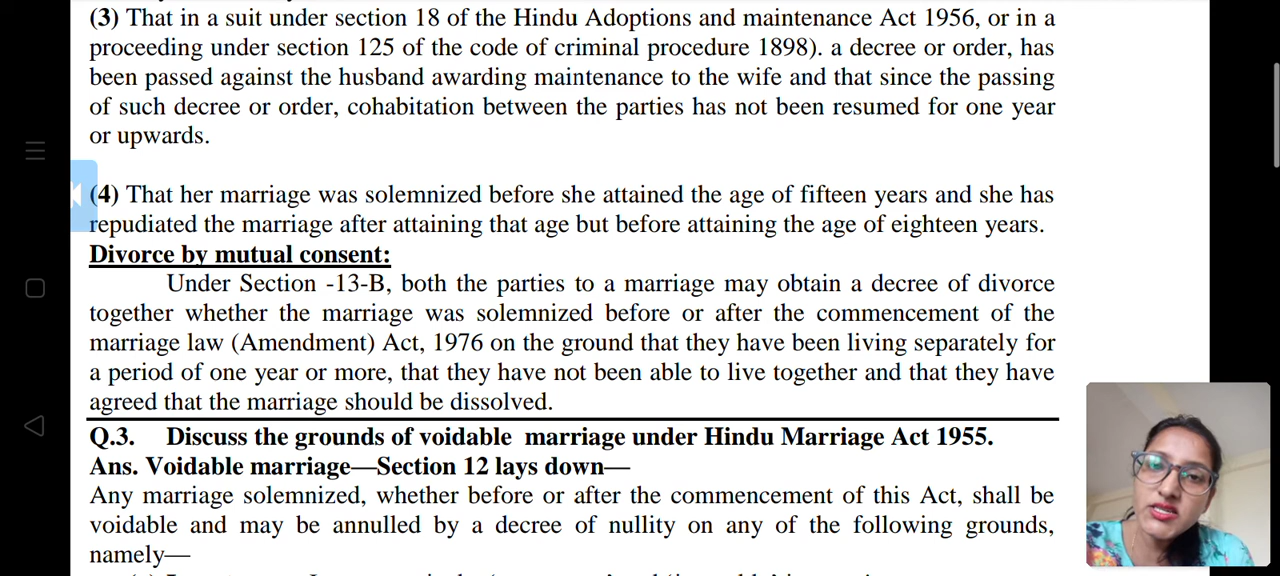 (3) That in a suit under section 18 of the Hindu Adoptions and maintenance Act 1956, or in a
proceeding under section 125 of the code of criminal procedure 1898). a decree or order, has
been passed against the husband awarding maintenance to the wife and that since the passing
of such decree or order, cohabitation between the parties has not been resumed for one year
or upwards.
(4) That her marriage was solemnized before she attained the age of fifteen years and she has
repudiated the marriage after attaining that age but before attaining the age of eighteen years.
Divorce by mutual consent:
Under Section -13-B, both the parties to a marriage may obtain a decree of divorce
together whether the marriage was solemnized before or after the commencement of the
marriage law (Amendment) Act, 1976 on the ground that they have been living separately for
a period of one year or more, that they have not been able to live together and that they have
agreed that the marriage should be dissolved.
Q.3. Discuss the grounds of voidable marriage under Hindu Marriage Act 1955.
Ans. Voidable marriage—Section 12 lays down—
Any marriage solemnized, whether before or after the commencement of this Act, shall be
voidable and may be annulled by a decree of nullity on any of the following grounds,
namely—